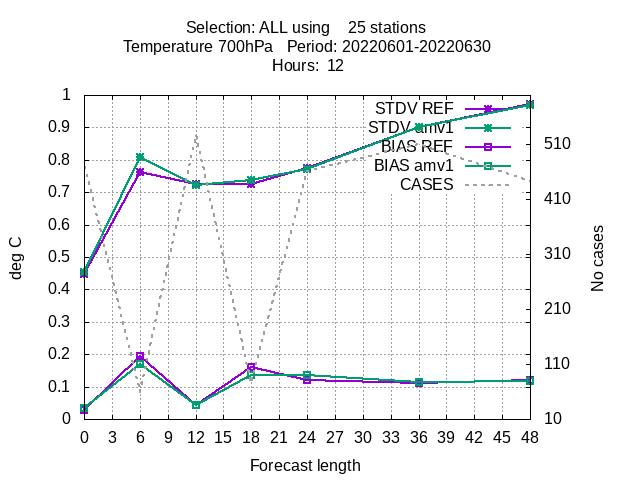 Selection: ALL using 25 stations
Temperature 700hPa Period: 20220601-20220630
Hours: 12
STDV REF
STDV amv1
BIAS REF
BIAS amv1
CASES
1
0.9
0.8
0.7
0.6
0.5
0.4
0.3
0.2
0.1
0
deg C
510
410
310
210
110
10
No cases
0 3 6 9 12 15 18 21 24 27 30 33 36 39 42 45 48
Forecast length